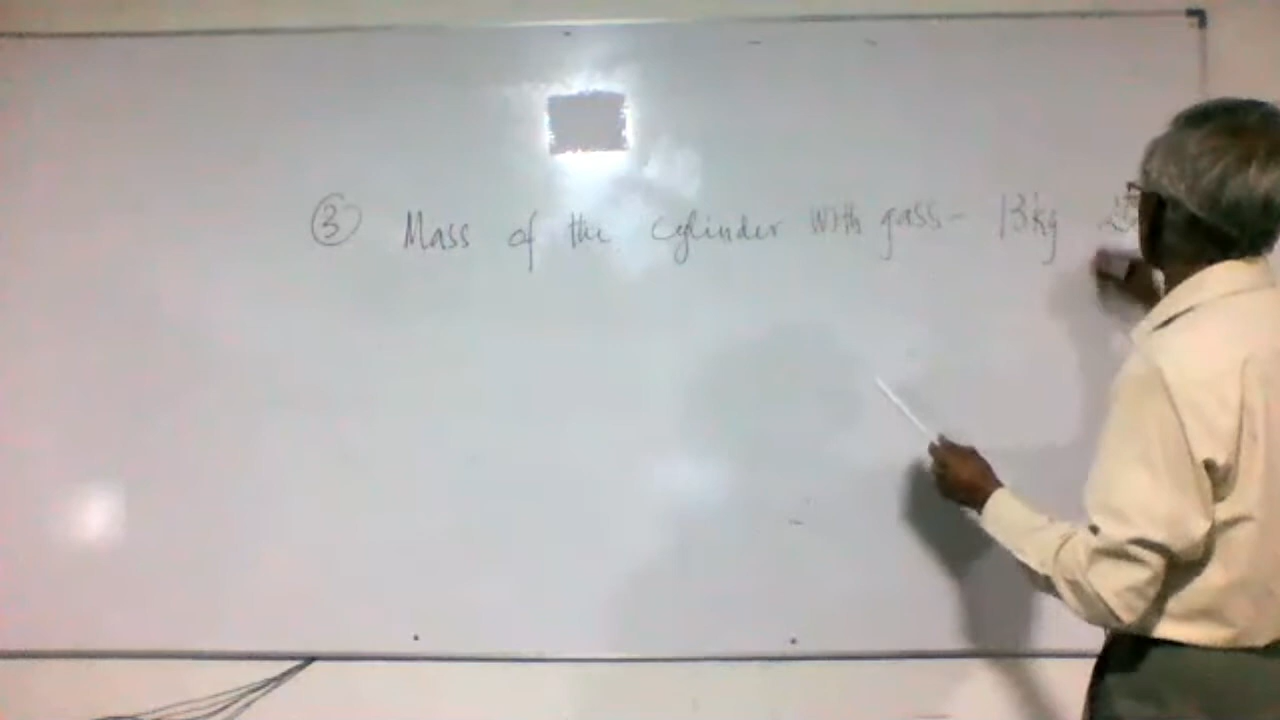 ③ Mass of the cylinder with gass - 13kg